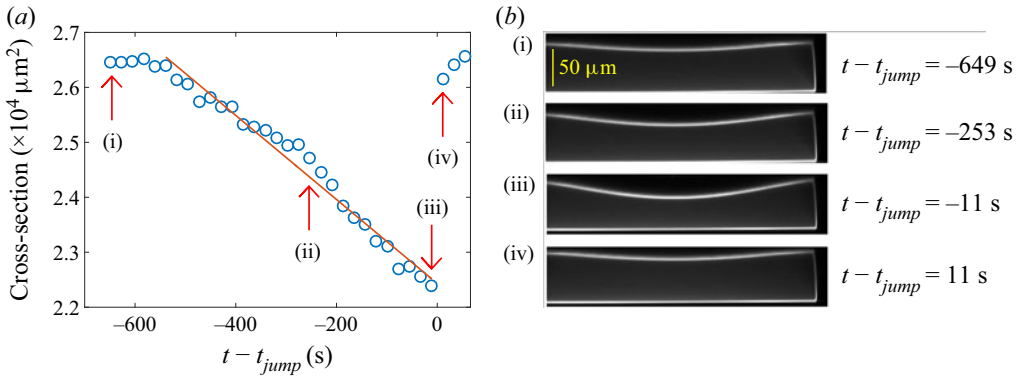 (a)
Cross-section (×10⁴ μm²)
2.7
2.6
2.5
2.4
2.3
2.2
–600
–400
–200
0
t – t_jump (s)
(i)
(ii)
(iii)
(iv)
(b)
(i)
50 μm
t – t_jump = –649 s
(ii)
t – t_jump = –253 s
(iii)
t – t_jump = –11 s
(iv)
t – t_jump = 11 s